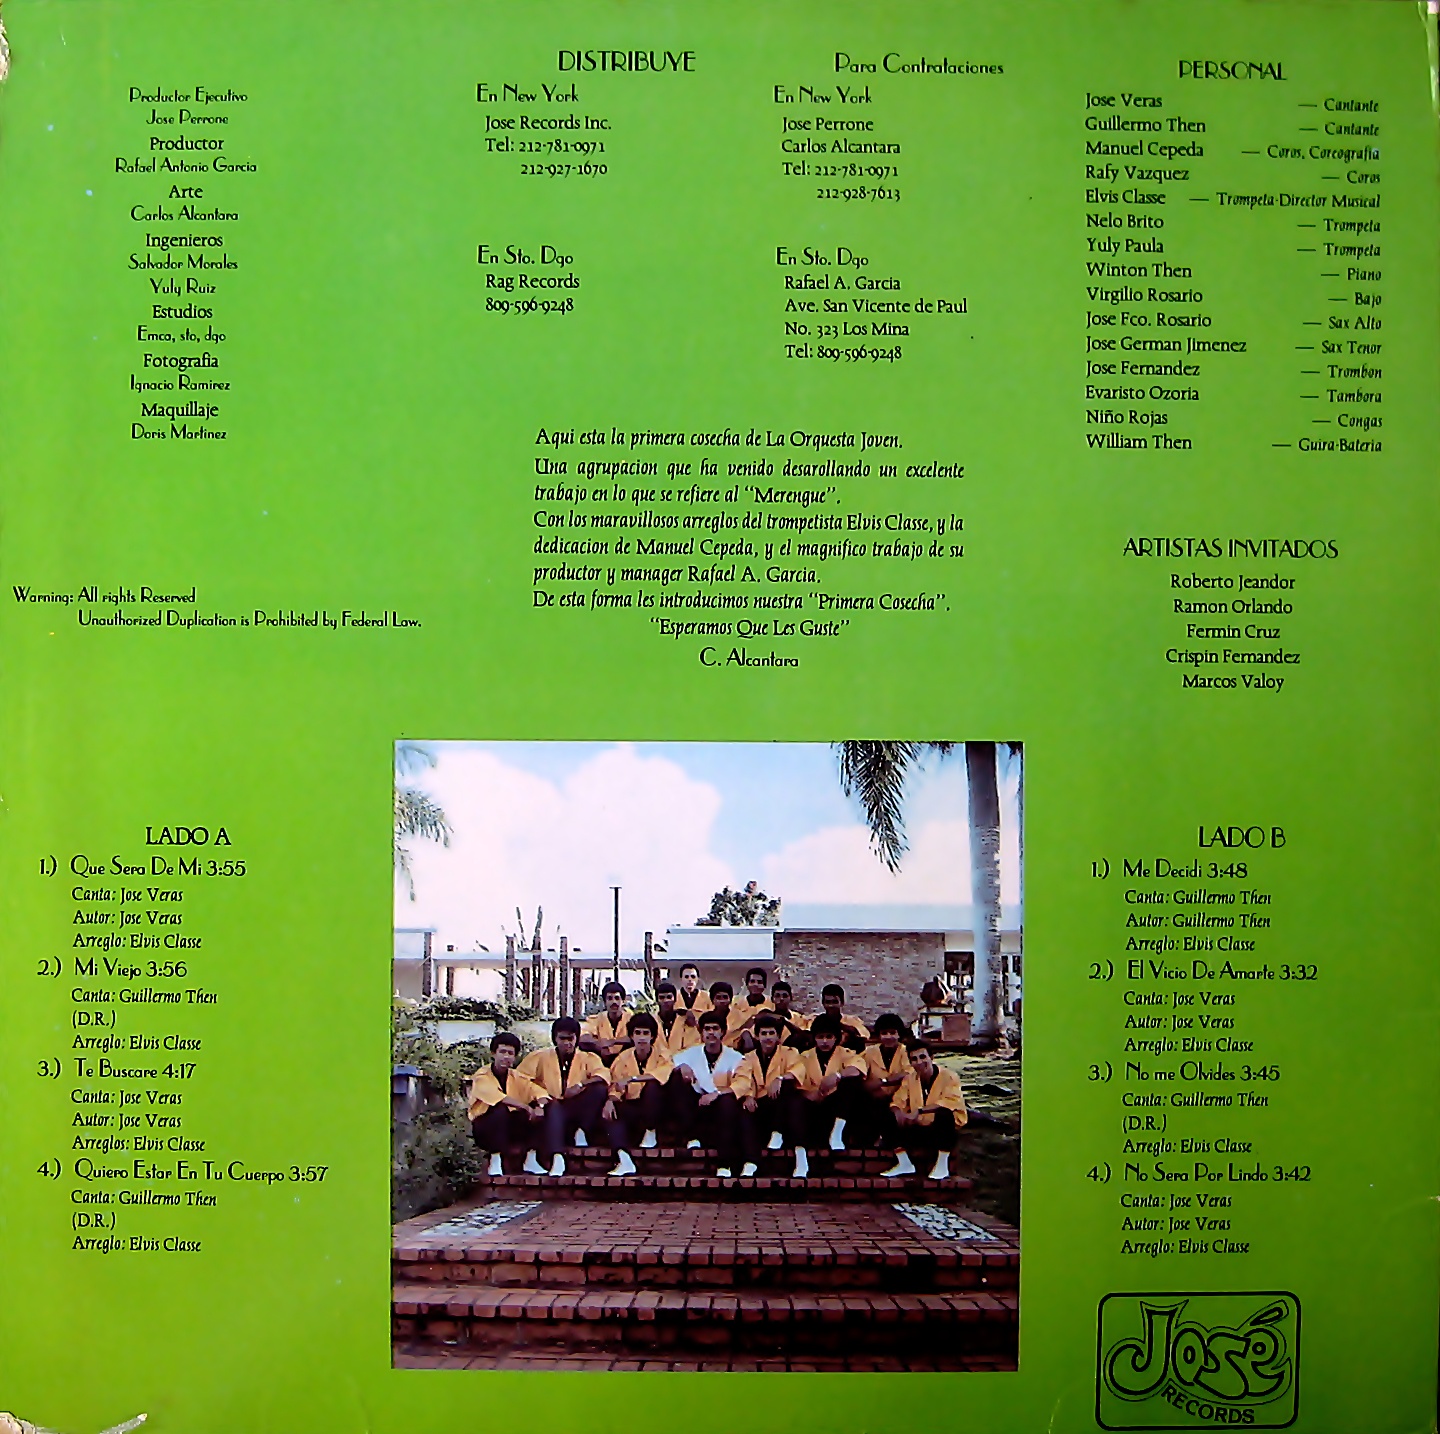 Productor Ejecutivo
Jose Perrone
Productor
Rafael Antonio Garcia
Arte
Carlos Alcantara
Ingenieros
Salvador Morales
Yuly Ruiz
Estudios
Emca, sto, dgo
Fotografia
Ignacio Ramirez
Maquillaje
Doris Martinez
DISTRIBUYE
En New York
Jose Records Inc.
Tel: 212-781-0971
212-927-1670
En Sto. Dgo
Rag Records
809-596-9248
Para Contrataciones
En New York
Jose Perrone
Carlos Alcantara
Tel: 212-781-0971
212-928-7613
En Sto. Dgo
Rafael A. Garcia
Ave. San Vicente de Paul
No. 323 Los Mina
Tel: 809-596-9248
PERSONAL
Jose Veras — Cantante
Guillermo Then — Cantante
Manuel Cepeda — Coros, Coreografia
Rafy Vazquez — Coros
Elvis Classe — Trompeta-Director Musical
Nelo Brito — Trompeta
Yuly Paula — Trompeta
Winton Then — Piano
Virgilio Rosario — Bajo
Jose Fco. Rosario — Sax Alto
Jose German Jimenez — Sax Tenor
Jose Fernandez — Trombon
Evaristo Ozoria — Tambora
Niño Rojas — Congas
William Then — Guira-Bateria
Aqui esta la primera cosecha de La Orquesta Joven.
Una agrupacion que ha venido desarollando un excelente
trabajo en lo que se refiere al "Merengue".
Con los maravillosos arreglos del trompetista Elvis Classe, y la
dedicacion de Manuel Cepeda, y el magnifico trabajo de su
productor y manager Rafael A. Garcia.
De esta forma les introducimos nuestra "Primera Cosecha".
"Esperamos Que Les Guste"
C. Alcantara
ARTISTAS INVITADOS
Roberto Jeandor
Ramon Orlando
Fermin Cruz
Crispin Fernandez
Marcos Valoy
Warning: All rights Reserved
Unauthorized Duplication is Prohibited by Federal Law.
LADO A
1.) Que Sera De Mi 3:55
Canta: Jose Veras
Autor: Jose Veras
Arreglo: Elvis Classe
2.) Mi Viejo 3:56
Canta: Guillermo Then
(D.R.)
Arreglo: Elvis Classe
3.) Te Buscare 4:17
Canta: Jose Veras
Autor: Jose Veras
Arreglos: Elvis Classe
4.) Quiero Estar En Tu Cuerpo 3:57
Canta: Guillermo Then
(D.R.)
Arreglo: Elvis Classe
LADO B
1.) Me Decidi 3:48
Canta: Guillermo Then
Autor: Guillermo Then
Arreglo: Elvis Classe
2.) El Vicio De Amarte 3:32
Canta: Jose Veras
Autor: Jose Veras
Arreglo: Elvis Classe
3.) No me Olvides 3:45
Canta: Guillermo Then
(D.R.)
Arreglo: Elvis Classe
4.) No Sera Por Lindo 3:42
Canta: Jose Veras
Autor: Jose Veras
Arreglo: Elvis Classe
José
RECORDS